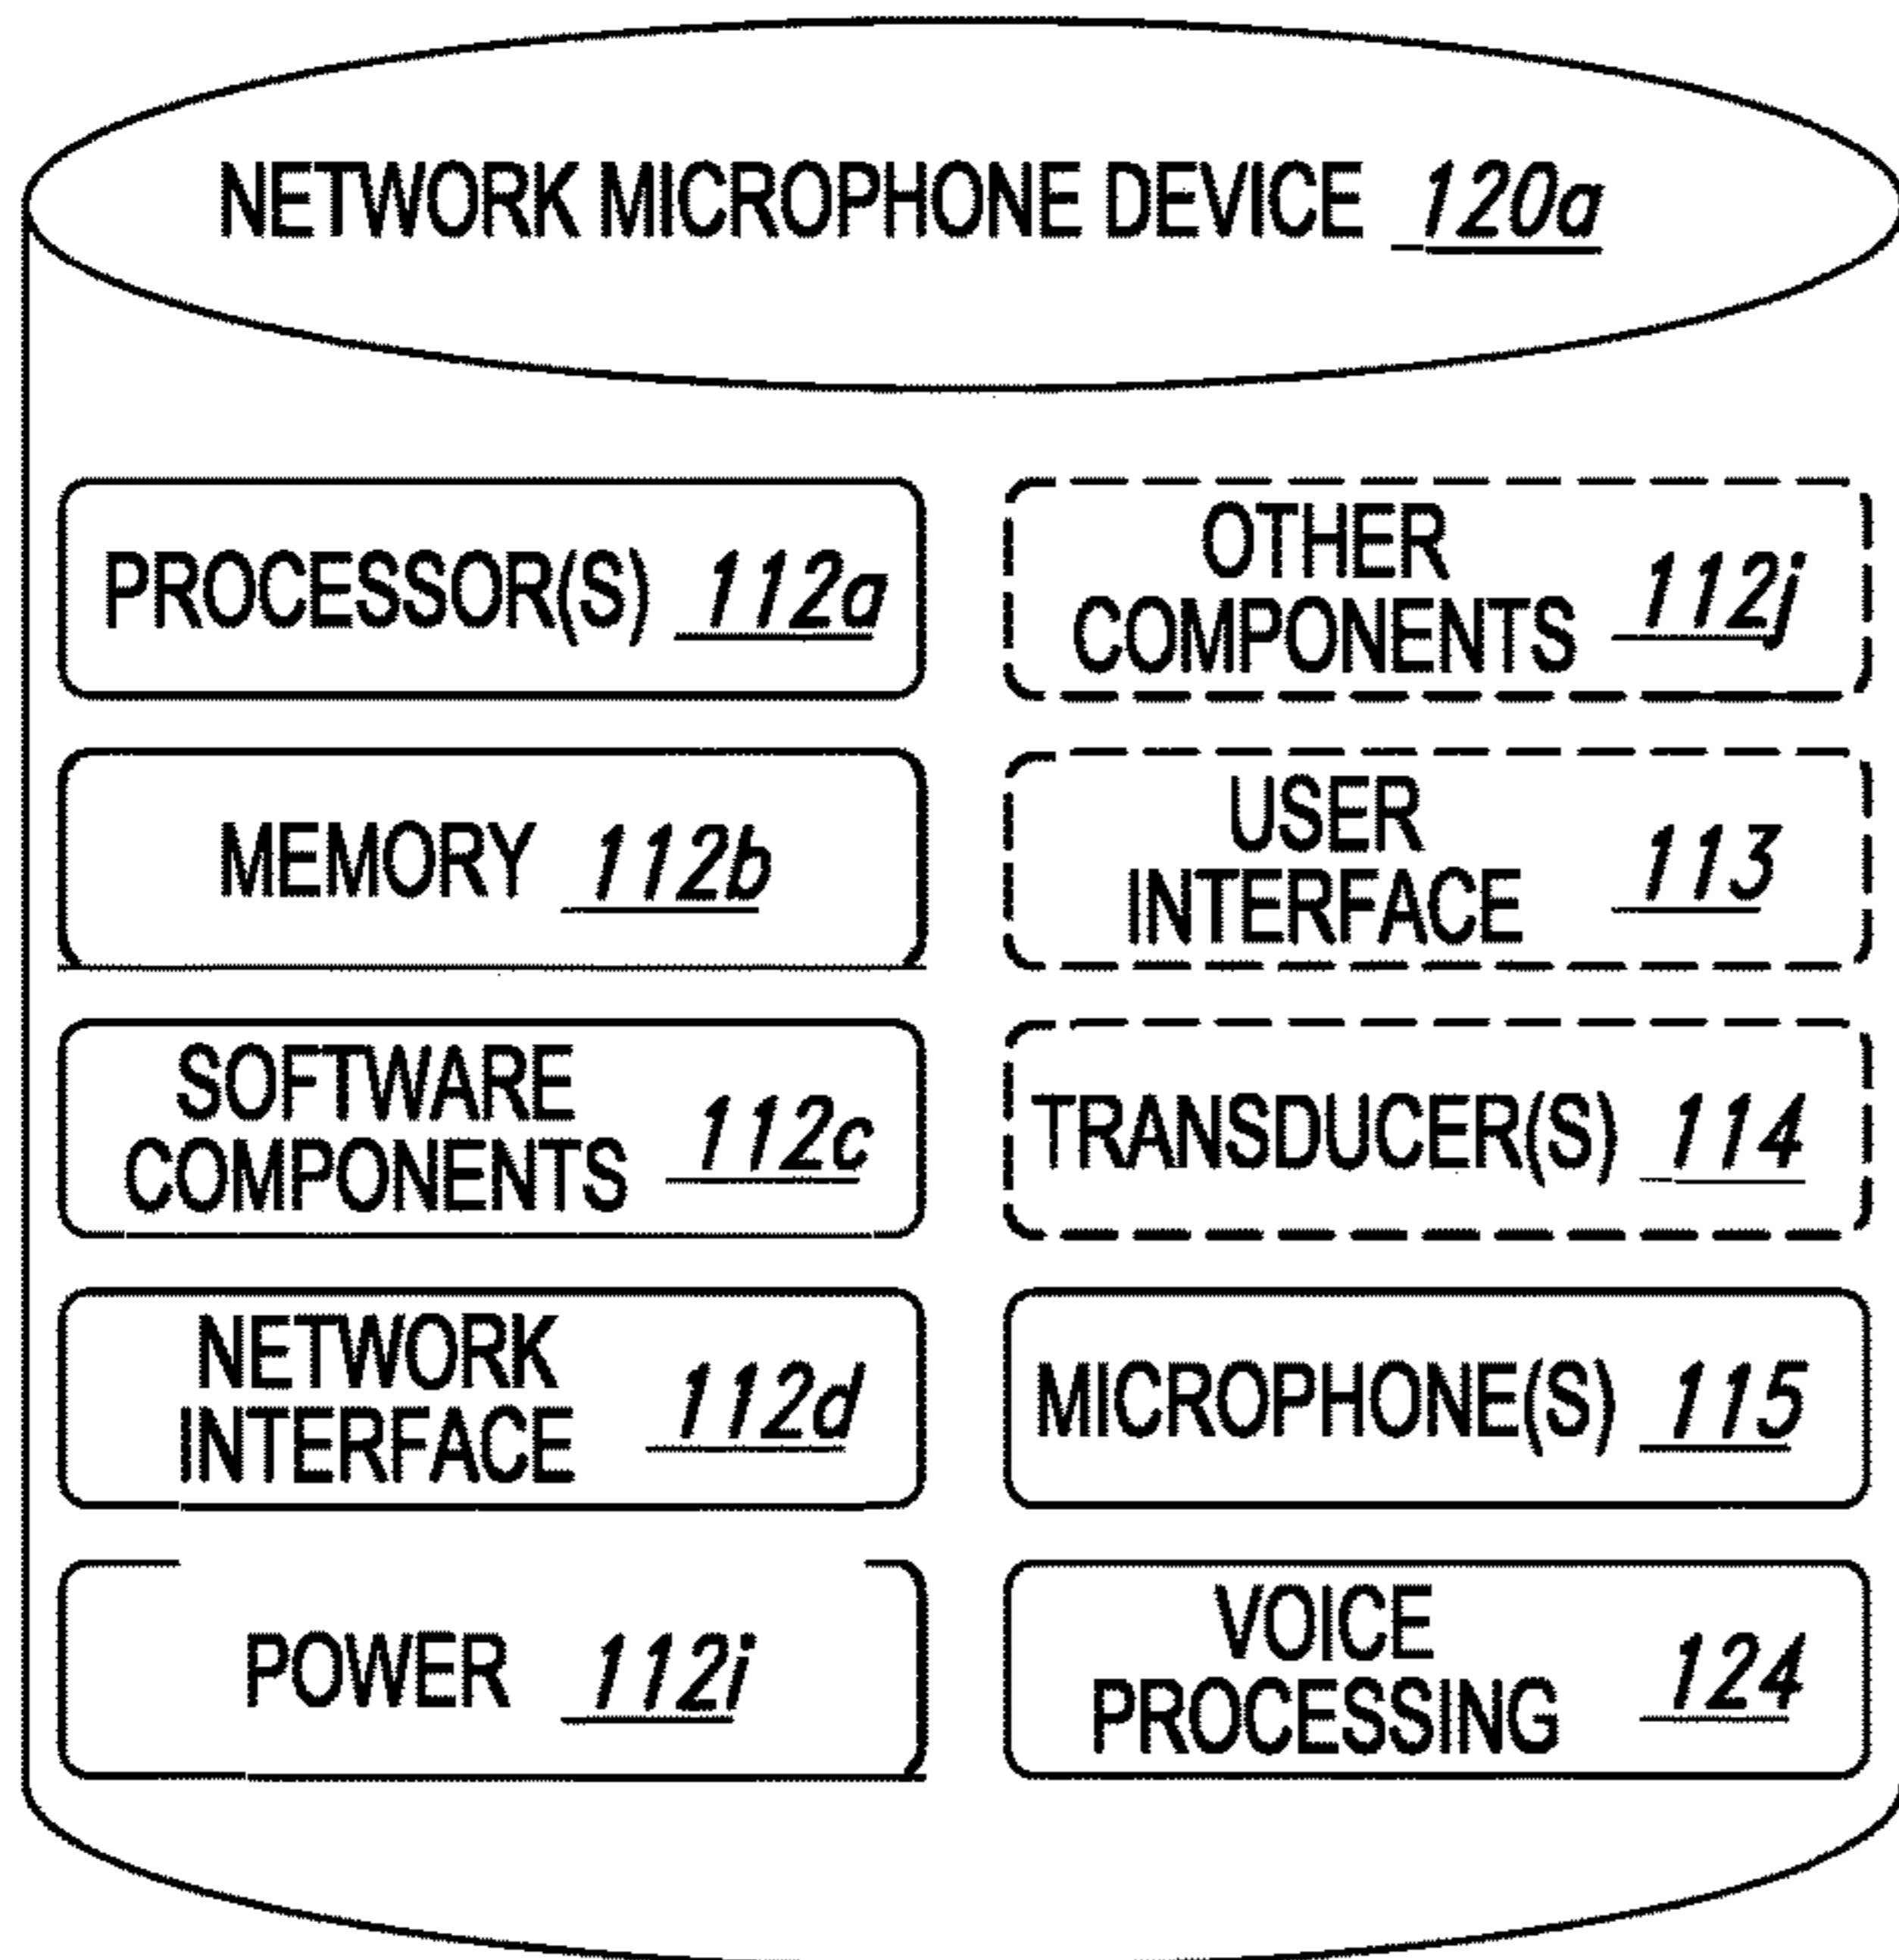 NETWORK MICROPHONE DEVICE 120a
PROCESSOR(S) 112a
MEMORY 112b
SOFTWARE
COMPONENTS 112c
NETWORK
INTERFACE 112d
POWER 112i
OTHER
COMPONENTS 112j
USER
INTERFACE 113
TRANSDUCER(S) 114
MICROPHONE(S) 115
VOICE
PROCESSING 124